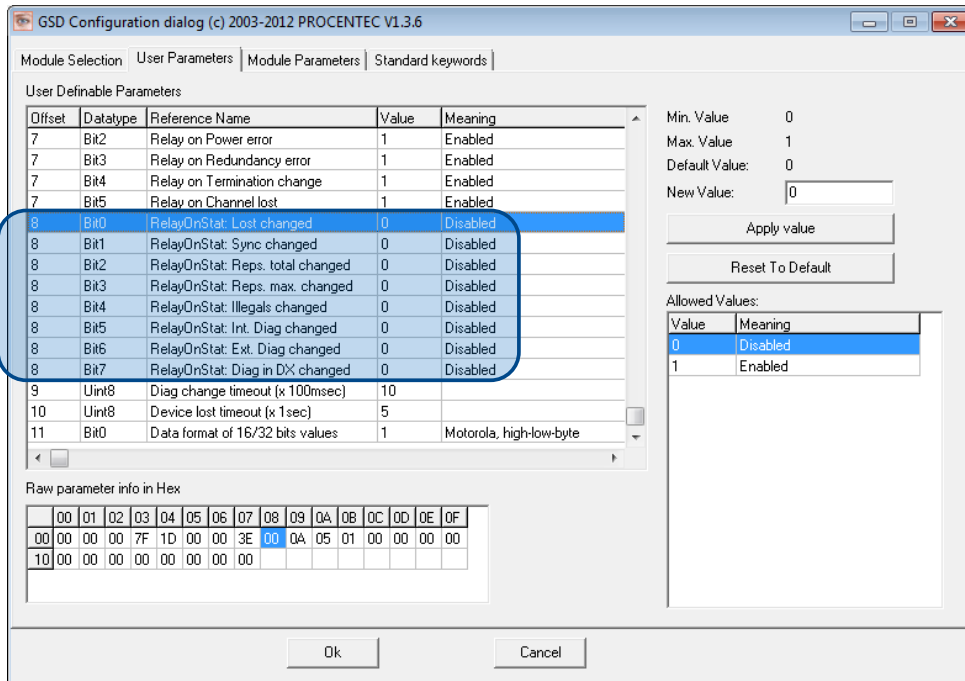 GSD Configuration dialog (c) 2003-2012 PROCENTEC V1.3.6
Module Selection User Parameters Module Parameters Standard keywords
User Definable Parameters
Offset Datatype Reference Name Value Meaning
7 Bit2 Relay on Power error 1 Enabled
7 Bit3 Relay on Redundancy error 1 Enabled
7 Bit4 Relay on Termination change 1 Enabled
7 Bit5 Relay on Channel lost 1 Enabled
8 Bit0 RelayOnStat: Lost changed 0 Disabled
8 Bit1 RelayOnStat: Sync changed 0 Disabled
8 Bit2 RelayOnStat: Reps. total changed 0 Disabled
8 Bit3 RelayOnStat: Reps. max. changed 0 Disabled
8 Bit4 RelayOnStat: Illegals changed 0 Disabled
8 Bit5 RelayOnStat: Int. Diag changed 0 Disabled
8 Bit6 RelayOnStat: Ext. Diag changed 0 Disabled
8 Bit7 RelayOnStat: Diag in DX changed 0 Disabled
9 Uint8 Diag change timeout (x 100msec) 10
10 Uint8 Device lost timeout (x 1sec) 5
11 Bit0 Data format of 16/32 bits values 1 Motorola, high-low-byte
Min. Value 0
Max. Value 1
Default Value: 0
New Value: 0
Apply value
Reset To Default
Allowed Values:
Value Meaning
0 Disabled
1 Enabled
Raw parameter info in Hex
00 01 02 03 04 05 06 07 08 09 0A 0B 0C 0D 0E 0F
00 00 00 00 7F 1D 00 00 3E 00 0A 05 01 00 00 00 00
10 00 00 00 00 00 00 00 00
Ok Cancel